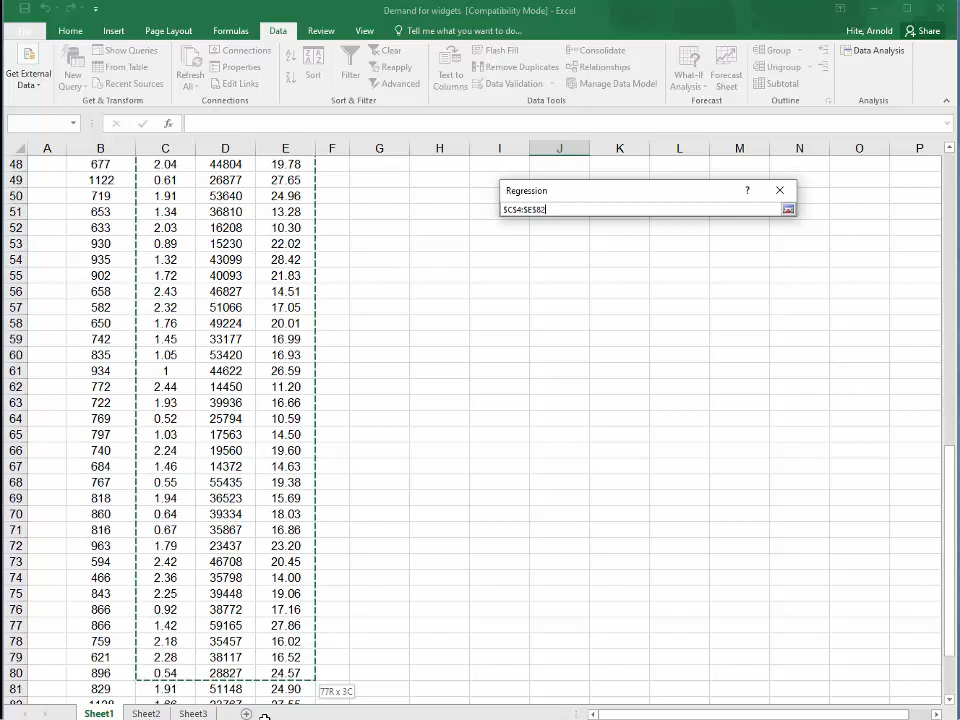 Demand for widgets [Compatibility Mode] - Excel
Home Insert Page Layout Formulas Data Review View Tell me what you want to do... Hite, Arnold Share
Get External Data
New Query
Show Queries
From Table
Recent Sources
Get & Transform
Refresh All
Connections
Properties
Edit Links
Connections
Sort
Filter
Clear
Reapply
Advanced
Sort & Filter
Text to Columns
Flash Fill
Remove Duplicates
Data Validation
Consolidate
Relationships
Manage Data Model
Data Tools
What-If Analysis
Forecast Sheet
Forecast
Group
Ungroup
Subtotal
Outline
Data Analysis
Analysis
fx
A B C D E F G H I J K L M N O P
48 677 2.04 44804 19.78
49 1122 0.61 26877 27.65
50 719 1.91 53640 24.96
51 653 1.34 36810 13.28
52 633 2.03 16208 10.30
53 930 0.89 15230 22.02
54 935 1.32 43099 28.42
55 902 1.72 40093 21.83
56 658 2.43 46827 14.51
57 582 2.32 51066 17.05
58 650 1.76 49224 20.01
59 742 1.45 33177 16.99
60 835 1.05 53420 16.93
61 934 1 44622 26.59
62 772 2.44 14450 11.20
63 722 1.93 39936 16.66
64 769 0.52 25794 10.59
65 797 1.03 17563 14.50
66 740 2.24 19560 19.60
67 684 1.46 14372 14.63
68 767 0.55 55435 19.38
69 818 1.94 36523 15.69
70 860 0.64 39334 18.03
71 816 0.67 35867 16.86
72 963 1.79 23437 23.20
73 594 2.42 46708 20.45
74 466 2.36 35798 14.00
75 843 2.25 39448 19.06
76 866 0.92 38772 17.16
77 866 1.42 59165 27.86
78 759 2.18 35457 16.02
79 621 2.28 38117 16.52
80 896 0.54 28827 24.57
81 829 1.91 51148 24.90
77R x 3C
Regression ?
$C$4:$E$82
Sheet1 Sheet2 Sheet3